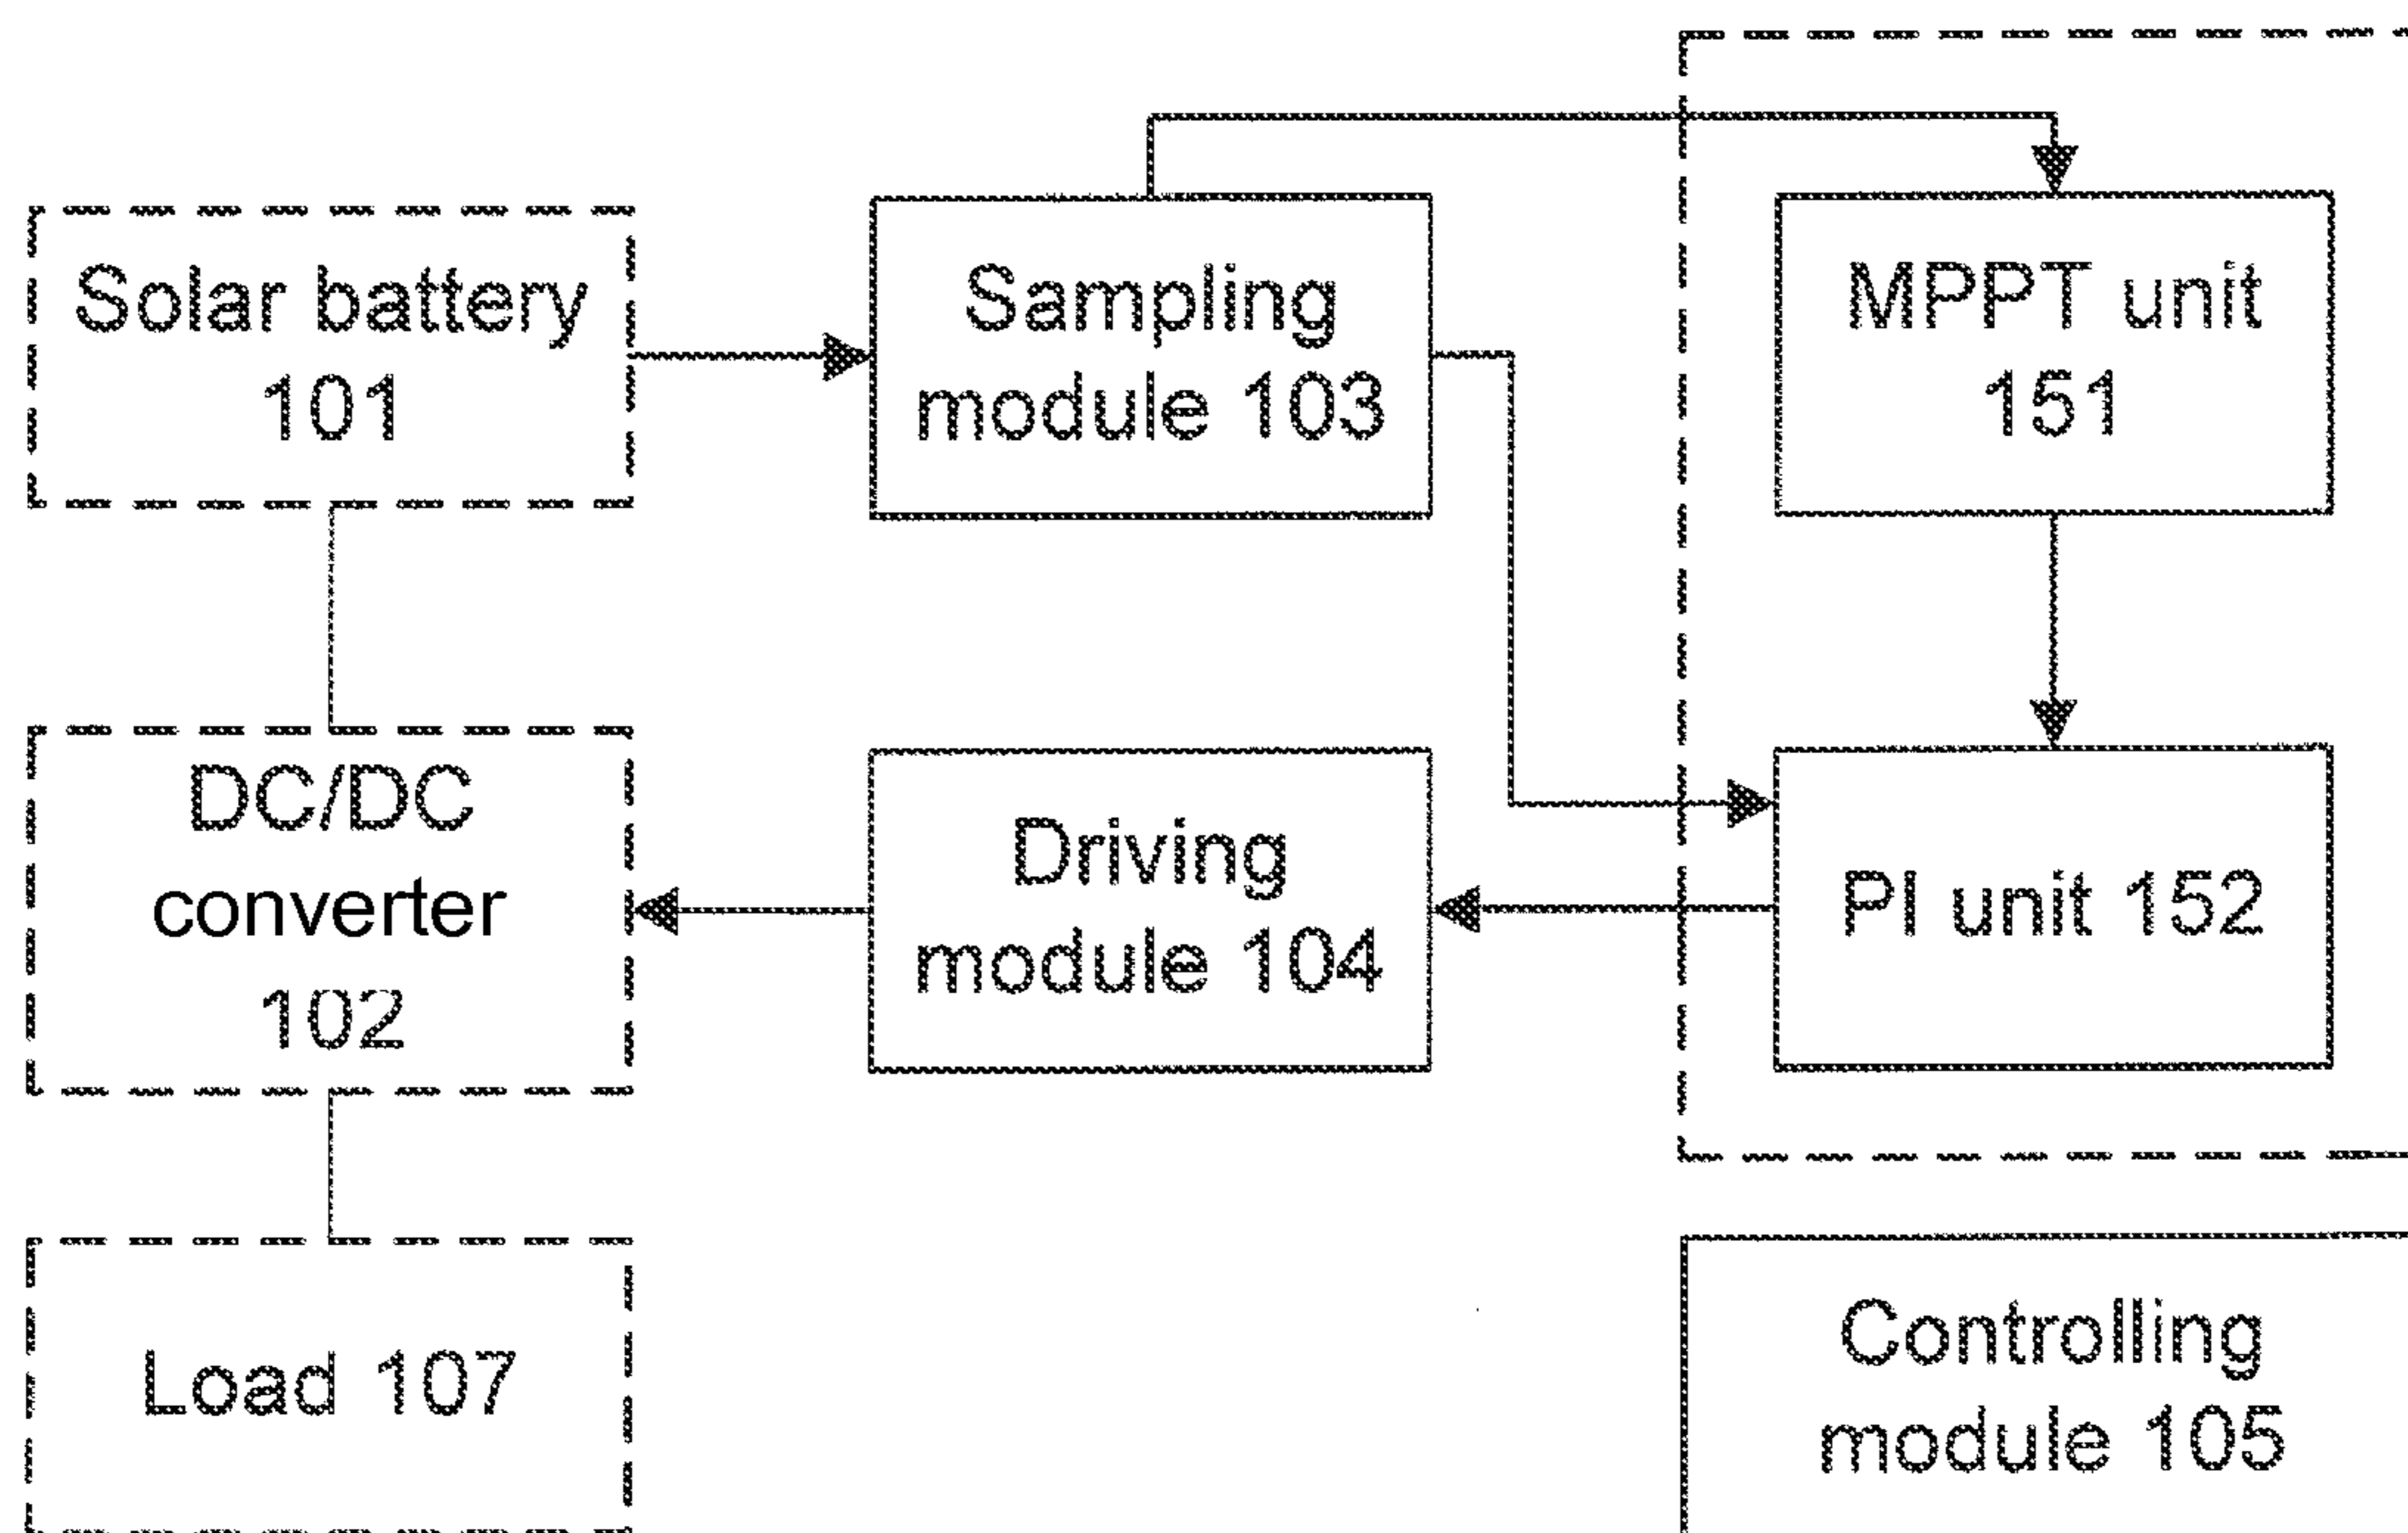 Solar battery
101
Sampling
module 103
MPPT unit
151
DC/DC
converter
102
Driving
module 104
PI unit 152
Load 107
Controlling
module 105